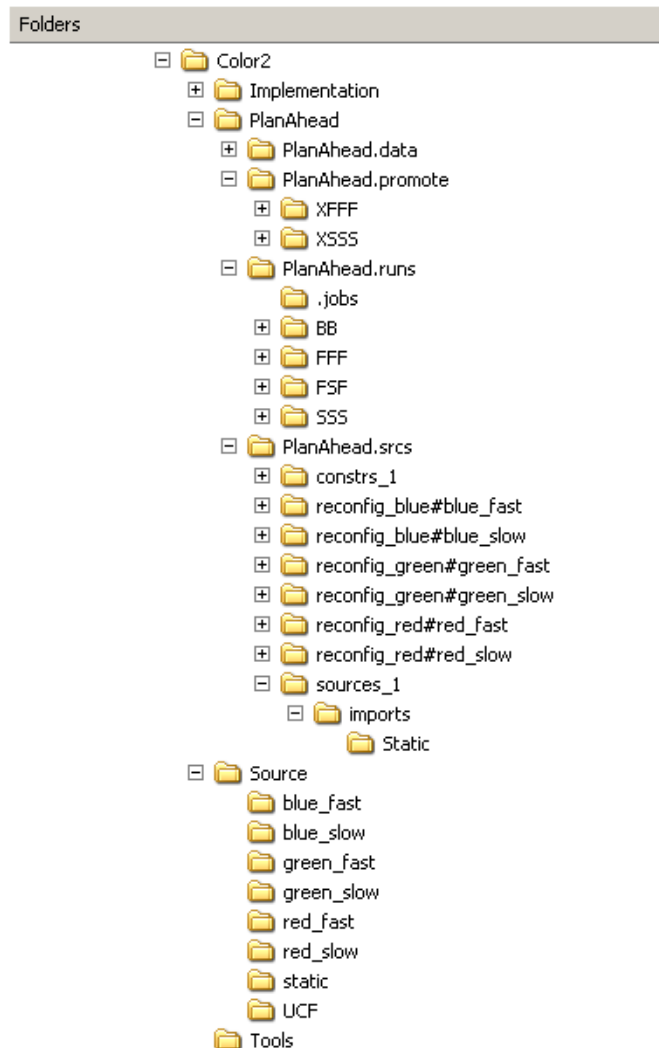 Folders
Color2
Implementation
PlanAhead
PlanAhead.data
PlanAhead.promote
XFFF
XSSS
PlanAhead.runs
.jobs
BB
FFF
FSF
SSS
PlanAhead.srcs
constrs_1
reconfig_blue#blue_fast
reconfig_blue#blue_slow
reconfig_green#green_fast
reconfig_green#green_slow
reconfig_red#red_fast
reconfig_red#red_slow
sources_1
imports
Static
Source
blue_fast
blue_slow
green_fast
green_slow
red_fast
red_slow
static
UCF
Tools